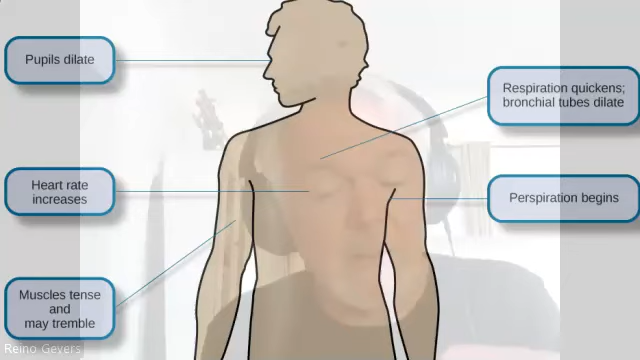 Pupils dilate
Respiration quickens;
bronchial tubes dilate
Heart rate
increases
Perspiration begins
Muscles tense
and
may tremble
Reino Gevers